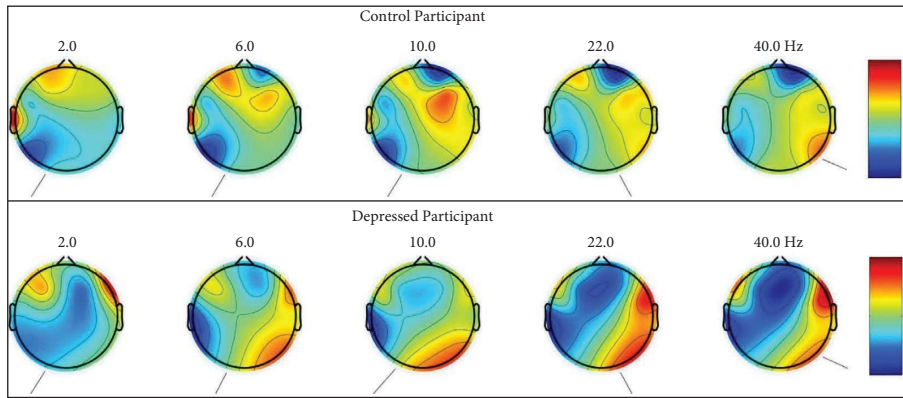 Control Participant
2.0 6.0 10.0 22.0 40.0 Hz
Depressed Participant
2.0 6.0 10.0 22.0 40.0 Hz